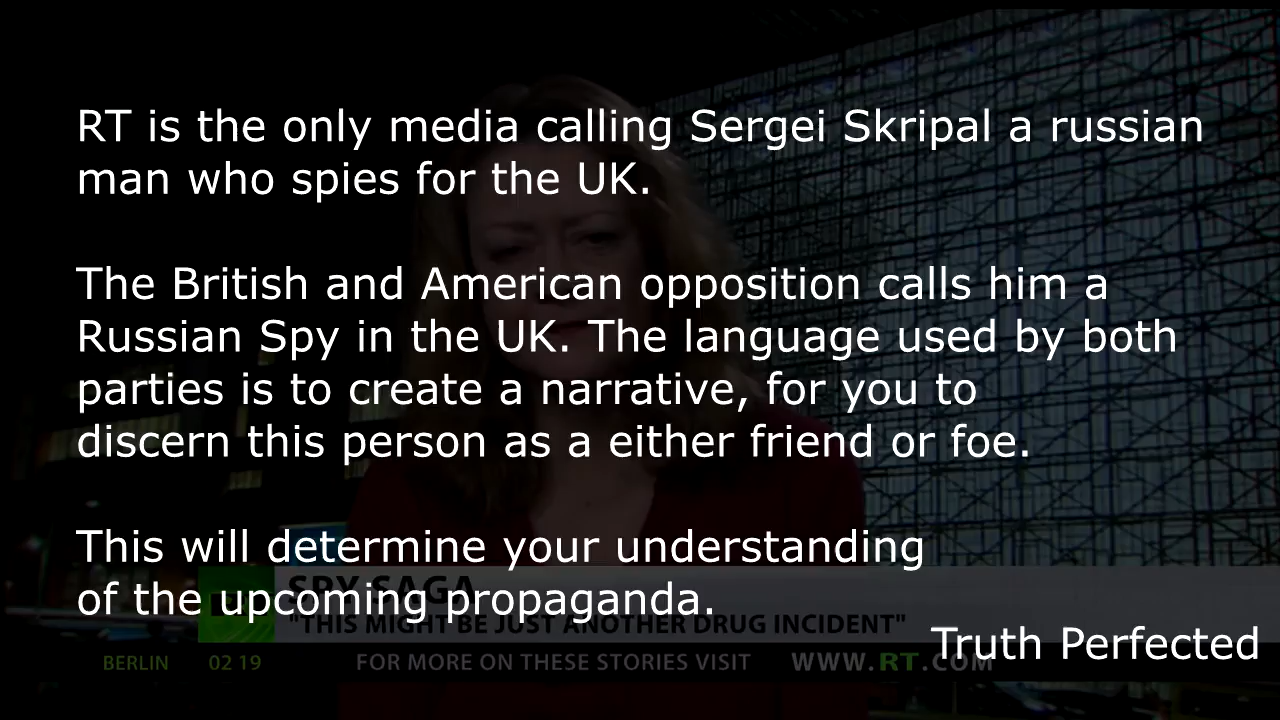 RT is the only media calling Sergei Skripal a russian
man who spies for the UK.
The British and American opposition calls him a
Russian Spy in the UK. The language used by both
parties is to create a narrative, for you to
discern this person as a either friend or foe.
This will determine your understanding
of the upcoming propaganda.
Truth Perfected
SPY SAGA
"THIS MIGHT BE JUST ANOTHER DRUG INCIDENT"
BERLIN 02 19 FOR MORE ON THESE STORIES VISIT WWW.RT.COM